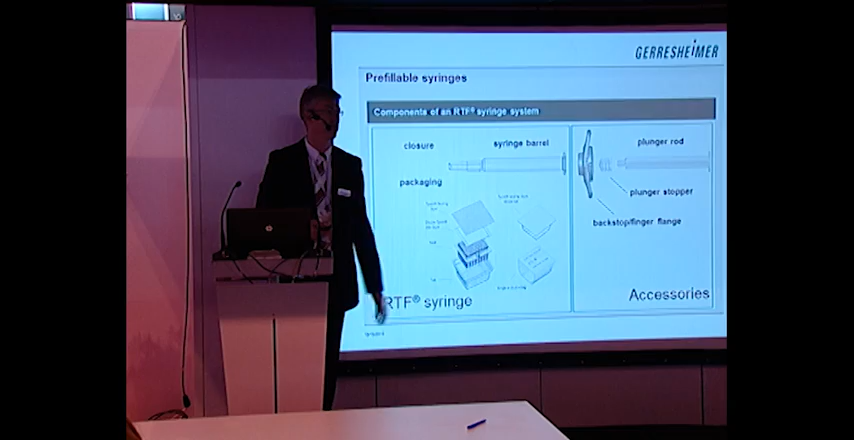 GERRESHEIMER
Prefillable syringes
Components of an RTF® syringe system
closure
syringe barrel
packaging
plunger rod
plunger stopper
backstop/finger flange
RTF® syringe
Accessories